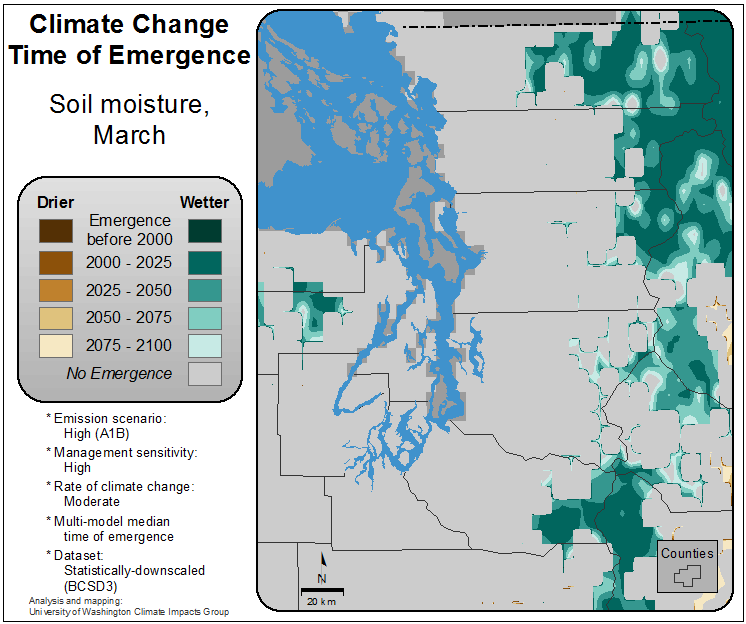 Climate Change
Time of Emergence
Soil moisture,
March
Drier
Wetter
Emergence
before 2000
2000 - 2025
2025 - 2050
2050 - 2075
2075 - 2100
No Emergence
* Emission scenario:
High (A1B)
* Management sensitivity:
High
* Rate of climate change:
Moderate
* Multi-model median
time of emergence
* Dataset:
Statistically-downscaled
(BCSD3)
Analysis and mapping:
University of Washington Climate Impacts Group
N
20 km
Counties